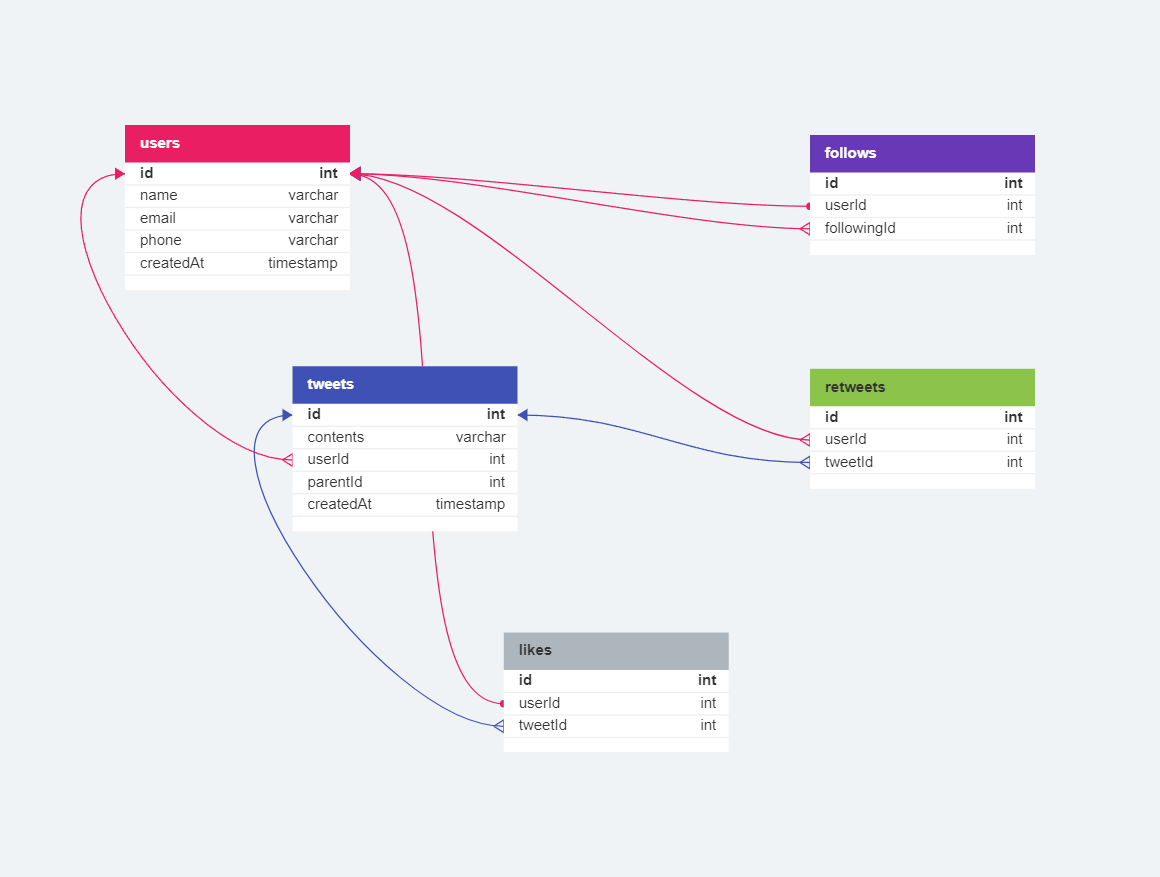 users
id int
name varchar
email varchar
phone varchar
createdAt timestamp
follows
id int
userId int
followingId int
tweets
id int
contents varchar
userId int
parentId int
createdAt timestamp
retweets
id int
userId int
tweetId int
likes
id int
userId int
tweetId int